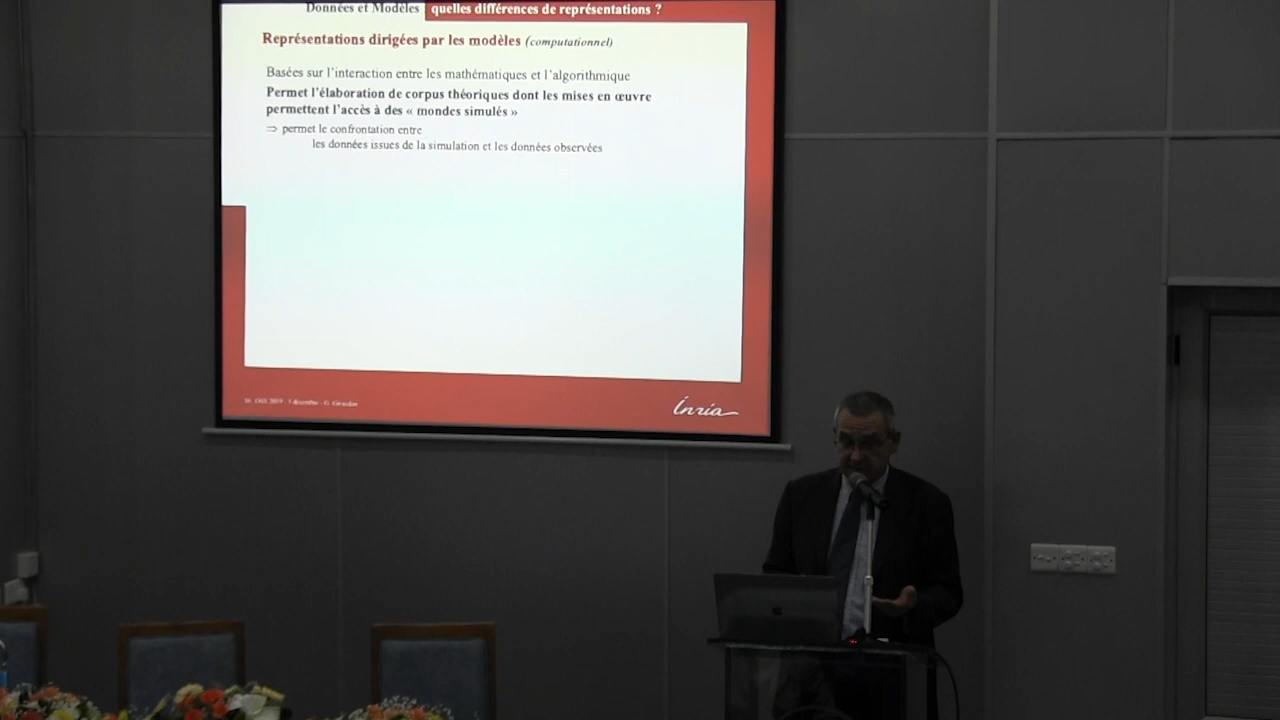 Données et Modèles quelles différences de représentations ?
Représentations dirigées par les modèles (computationnel)
Basées sur l'interaction entre les mathématiques et l'algorithmique
Permet l'élaboration de corpus théoriques dont les mises en œuvre
permettent l'accès à des « mondes simulés »
⇒ permet le confrontation entre
les données issues de la simulation et les données observées
2019 - G. Giraudon
Inria